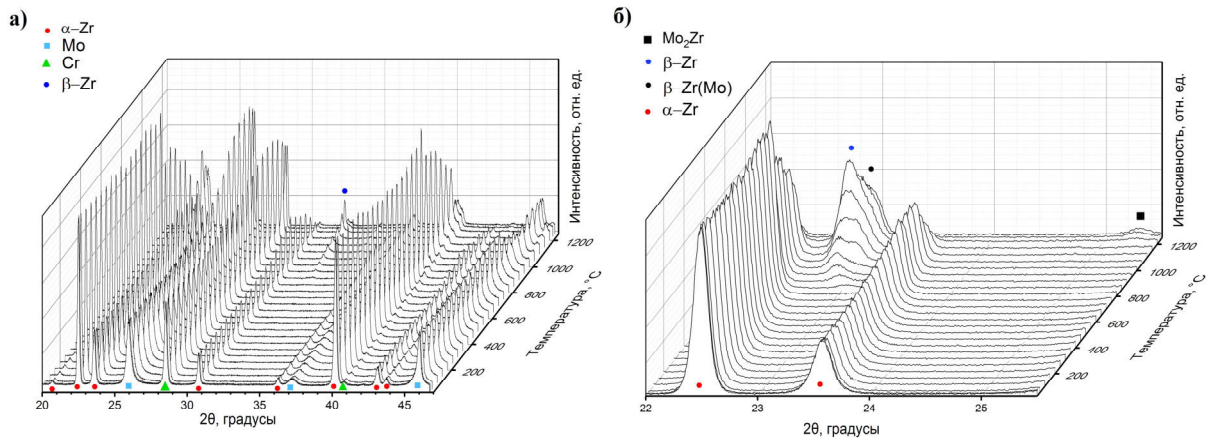 а)
α–Zr
Mo
Cr
β–Zr
Интенсивность, отн. ед.
1200
1000
800
600
400
200
Температура, °C
20 25 30 35 40 45
2θ, градусы
б)
Mo₂Zr
β–Zr
β Zr(Mo)
α–Zr
Интенсивность, отн. ед.
1200
1000
800
600
400
200
Температура, °C
22 23 24 25
2θ, градусы